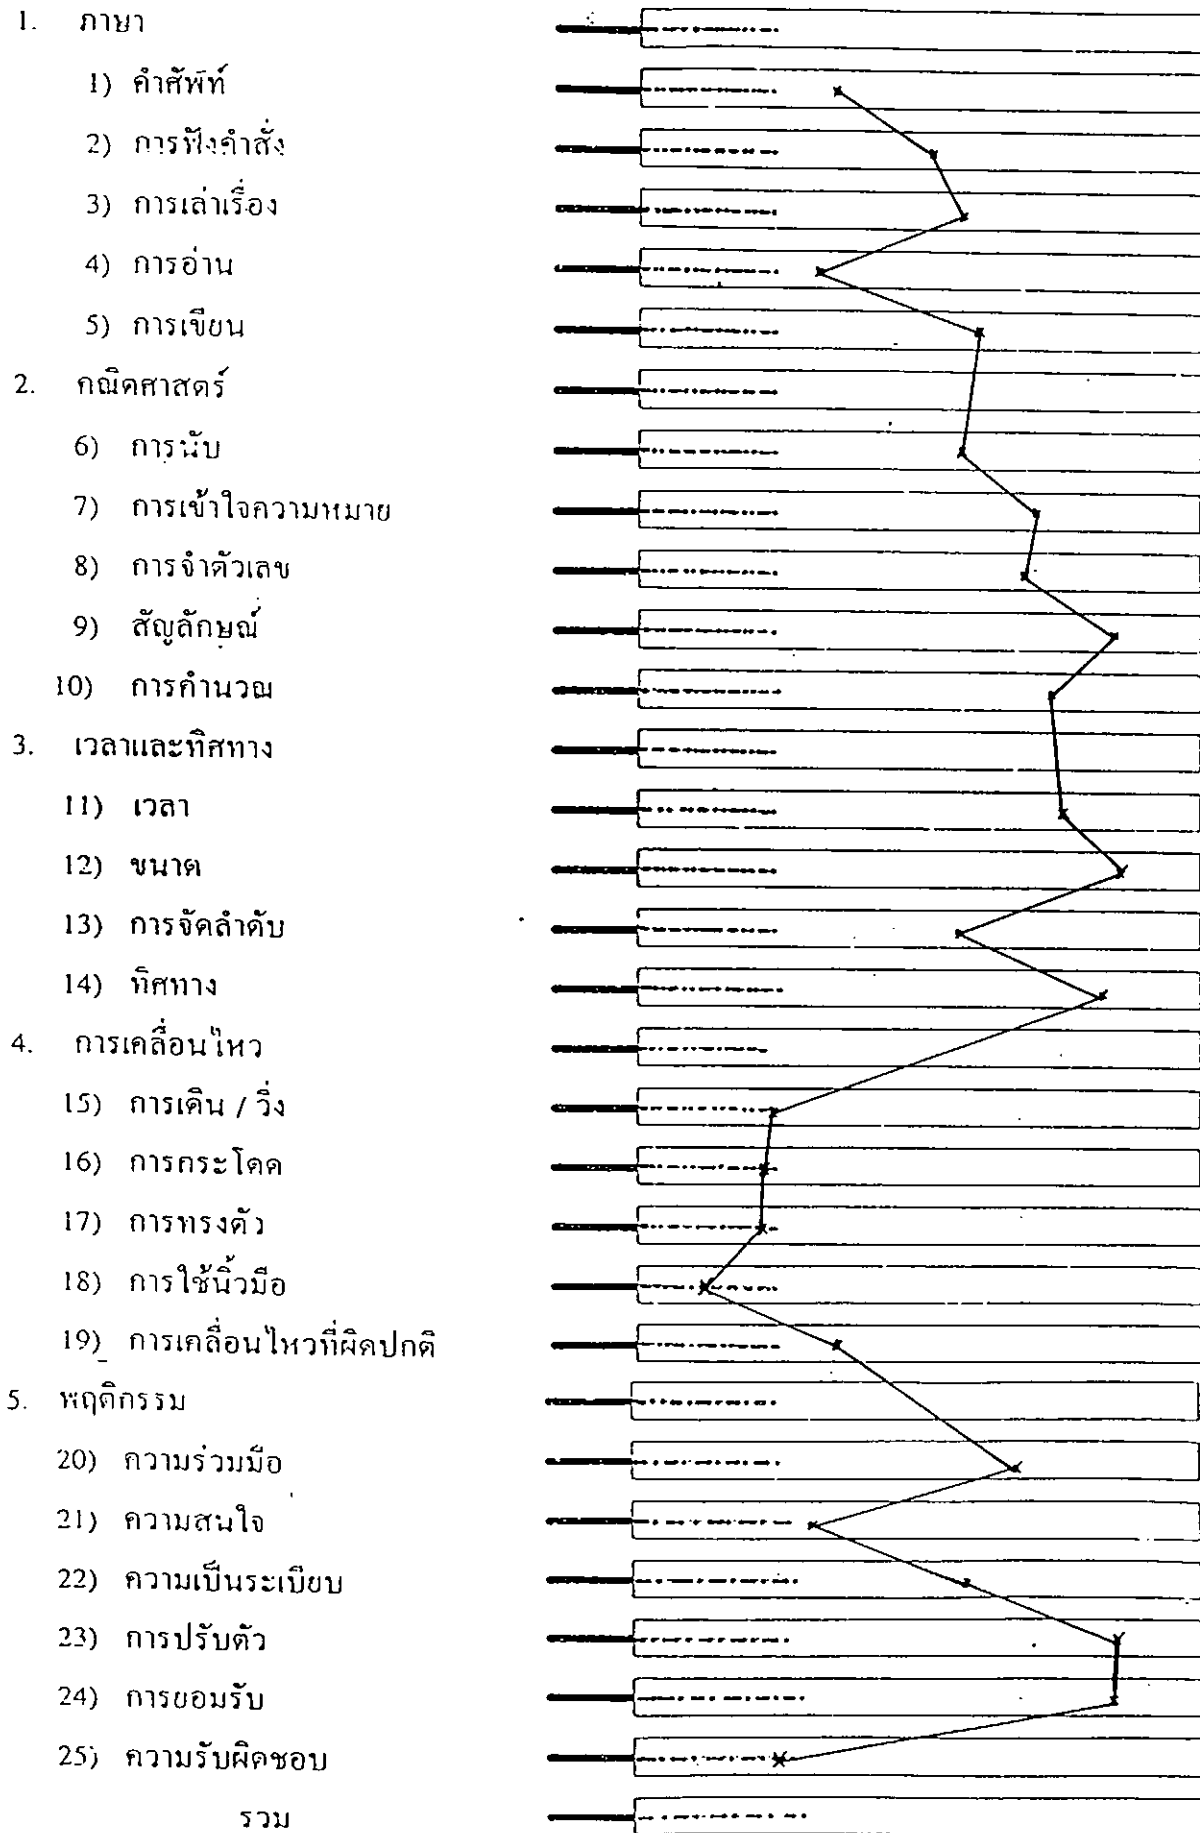 1. ภาษา
1) คำศัพท์
2) การฟังคำสั่ง
3) การเล่าเรื่อง
4) การอ่าน
5) การเขียน
2. คณิตศาสตร์
6) การนับ
7) การเข้าใจความหมาย
8) การจำตัวเลข
9) สัญลักษณ์
10) การคำนวณ
3. เวลาและทิศทาง
11) เวลา
12) ขนาด
13) การจัดลำดับ
14) ทิศทาง
4. การเคลื่อนไหว
15) การเดิน / วิ่ง
16) การกระโดด
17) การทรงตัว
18) การใช้นิ้วมือ
19) การเคลื่อนไหวที่ผิดปกติ
5. พฤติกรรม
20) ความร่วมมือ
21) ความสนใจ
22) ความเป็นระเบียบ
23) การปรับตัว
24) การยอมรับ
25) ความรับผิดชอบ
รวม